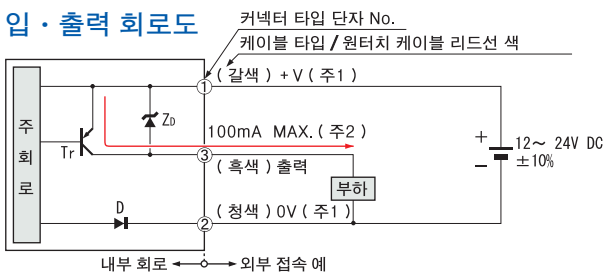 입 · 출력 회로도
커넥터 타입 단자 No.
케이블 타입 / 원터치 케이블 리드선 색
( 갈색 ) +V ( 주1 )
①
주 회 로
Tr
ZD
100mA MAX. ( 주2 )
③
( 흑색 ) 출력
부하
+
−
12∼ 24V DC
±10%
D
( 청색 ) 0V ( 주1 )
②
내부 회로
외부 접속 예